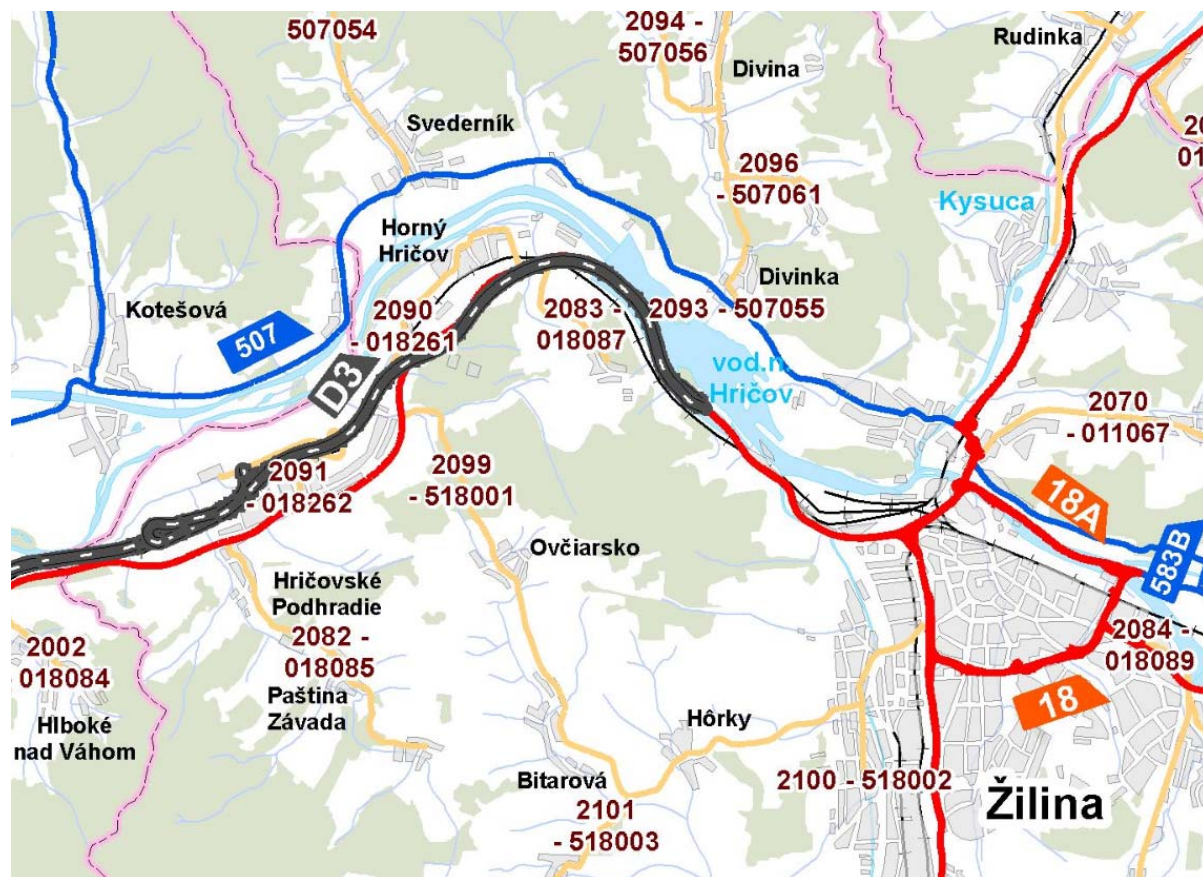 507054
2094 -
507056
Divina
Rudinka
Svederník
20
01
2096
- 507061
Kysuca
Horný
Hričov
Divinka
Kotešová
2090
- 018261
2083 -
018087
2093 - 507055
507
D3
vod.n.
Hričov
2070
- 011067
2091
- 018262
2099
- 518001
18A
583B
Ovčiarsko
Hričovské
Podhradie
2082 -
018085
2002
018084
2084 -
018089
Paština
Závada
18
Hlboké
nad Váhom
Hôrky
Bitarová
2100 - 518002
Žilina
2101
- 518003